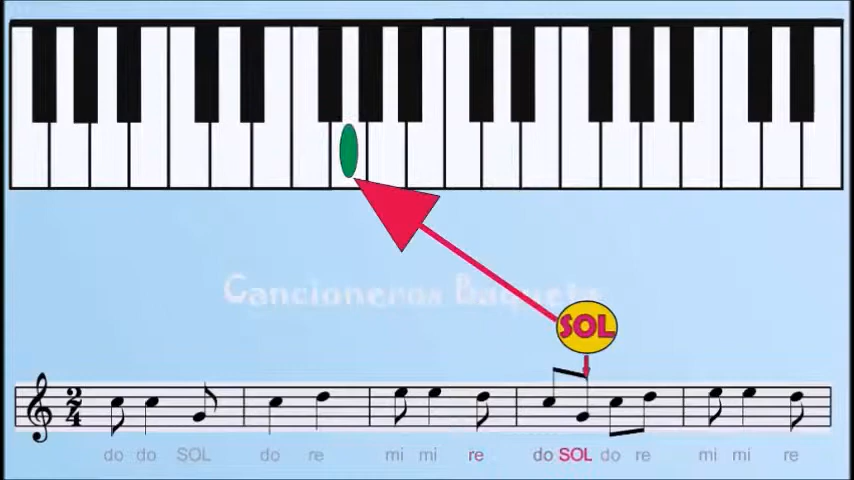 Cancioneros Baquete
SOL
2
4
do do SOL do re mi mi re do SOL do re mi mi re